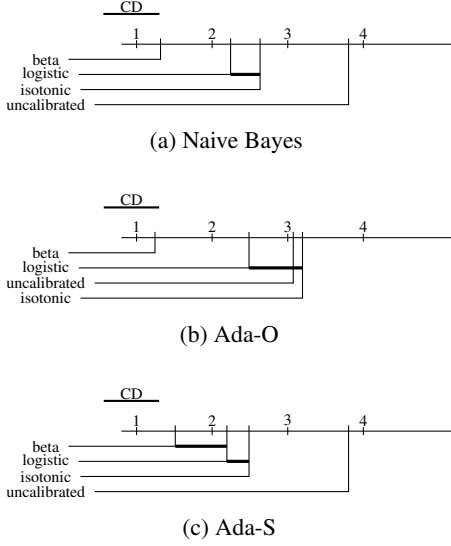 CD
1 2 3 4
beta
logistic
isotonic
uncalibrated
(a) Naive Bayes
CD
1 2 3 4
beta
logistic
uncalibrated
isotonic
(b) Ada-O
CD
1 2 3 4
beta
logistic
isotonic
uncalibrated
(c) Ada-S